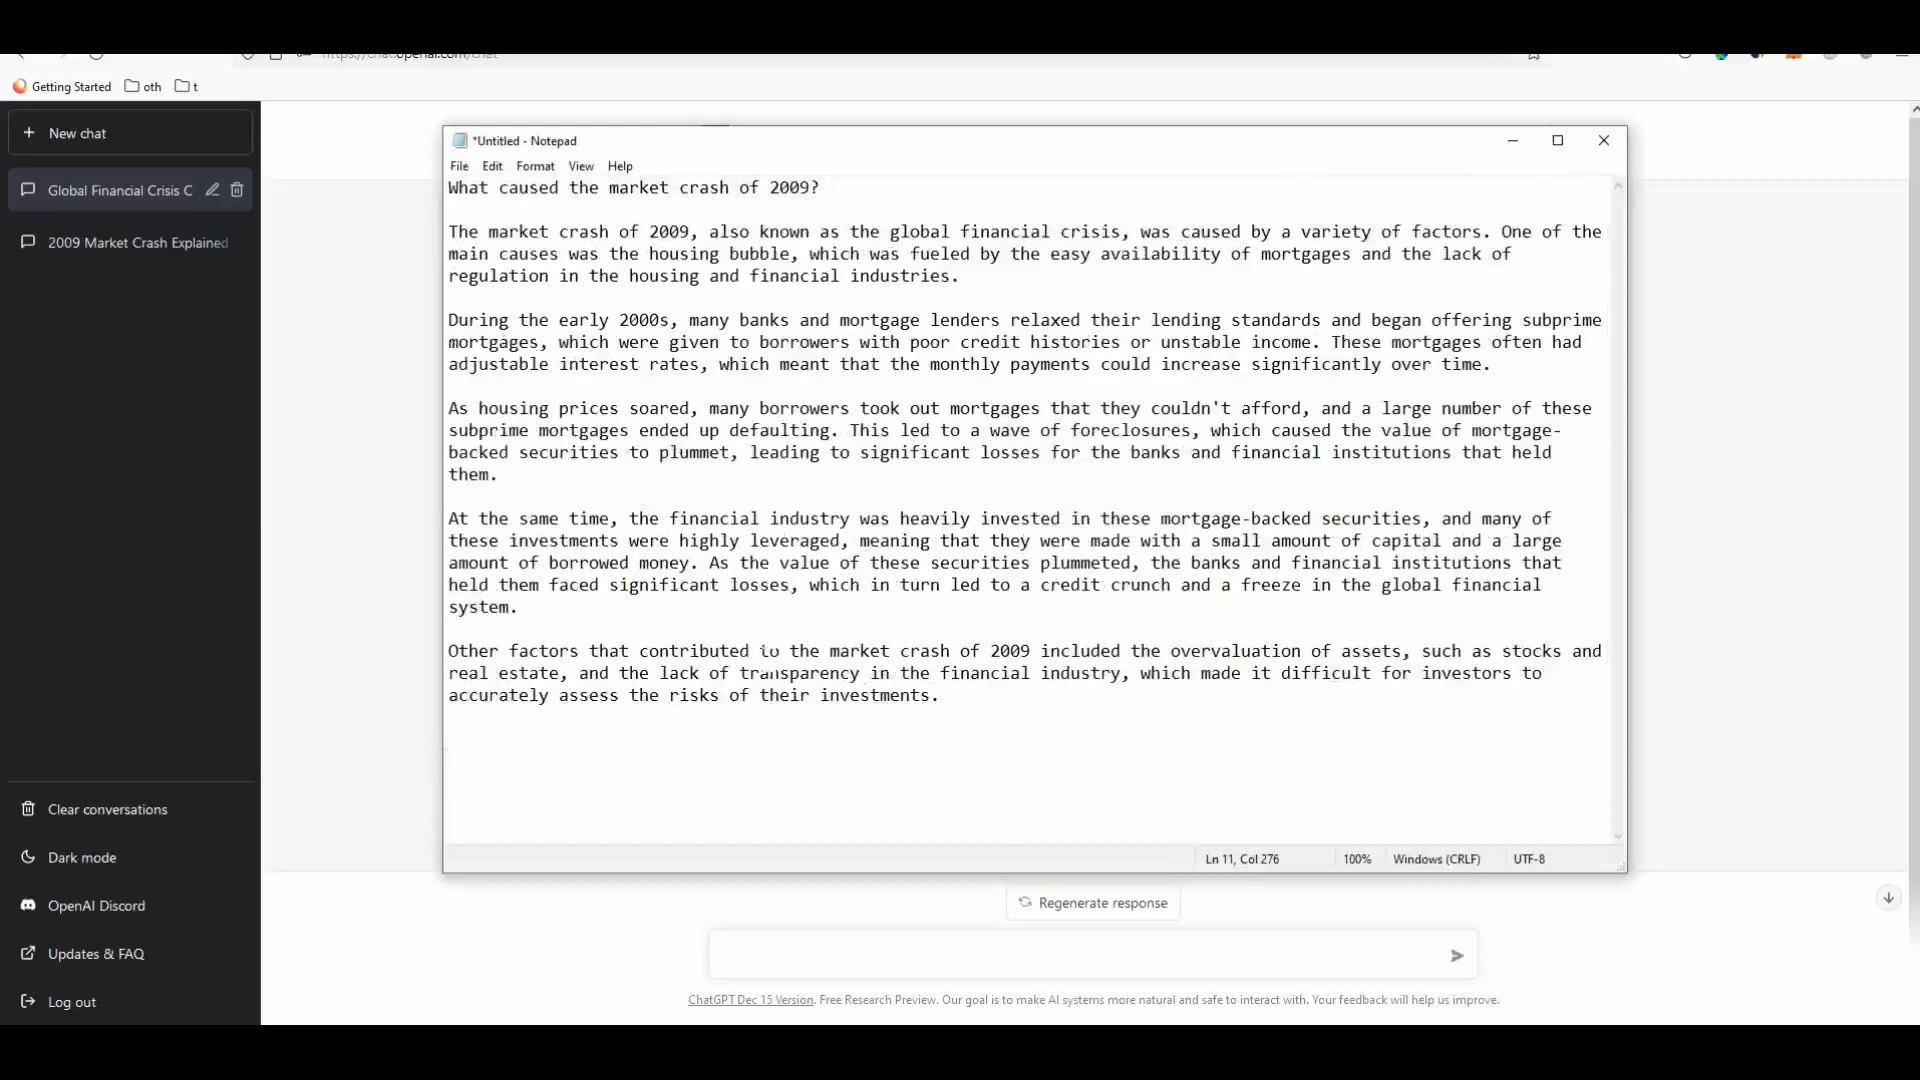 https://chat.openai.com/chat
Getting Started
oth
t
New chat
Global Financial Crisis C
2009 Market Crash Explained
Clear conversations
Dark mode
OpenAI Discord
Updates & FAQ
Log out
*Untitled - Notepad
File Edit Format View Help
What caused the market crash of 2009?
The market crash of 2009, also known as the global financial crisis, was caused by a variety of factors. One of the
main causes was the housing bubble, which was fueled by the easy availability of mortgages and the lack of
regulation in the housing and financial industries.
During the early 2000s, many banks and mortgage lenders relaxed their lending standards and began offering subprime
mortgages, which were given to borrowers with poor credit histories or unstable income. These mortgages often had
adjustable interest rates, which meant that the monthly payments could increase significantly over time.
As housing prices soared, many borrowers took out mortgages that they couldn't afford, and a large number of these
subprime mortgages ended up defaulting. This led to a wave of foreclosures, which caused the value of mortgage-
backed securities to plummet, leading to significant losses for the banks and financial institutions that held
them.
At the same time, the financial industry was heavily invested in these mortgage-backed securities, and many of
these investments were highly leveraged, meaning that they were made with a small amount of capital and a large
amount of borrowed money. As the value of these securities plummeted, the banks and financial institutions that
held them faced significant losses, which in turn led to a credit crunch and a freeze in the global financial
system.
Other factors that contributed to the market crash of 2009 included the overvaluation of assets, such as stocks and
real estate, and the lack of transparency in the financial industry, which made it difficult for investors to
accurately assess the risks of their investments.
Ln 11, Col 276 100% Windows (CRLF) UTF-8
Regenerate response
ChatGPT Dec 15 Version. Free Research Preview. Our goal is to make AI systems more natural and safe to interact with. Your feedback will help us improve.